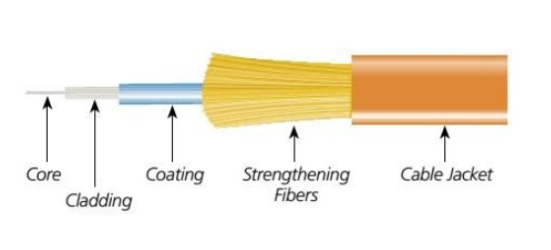 Core
Cladding
Coating
Strengthening
Fibers
Cable Jacket